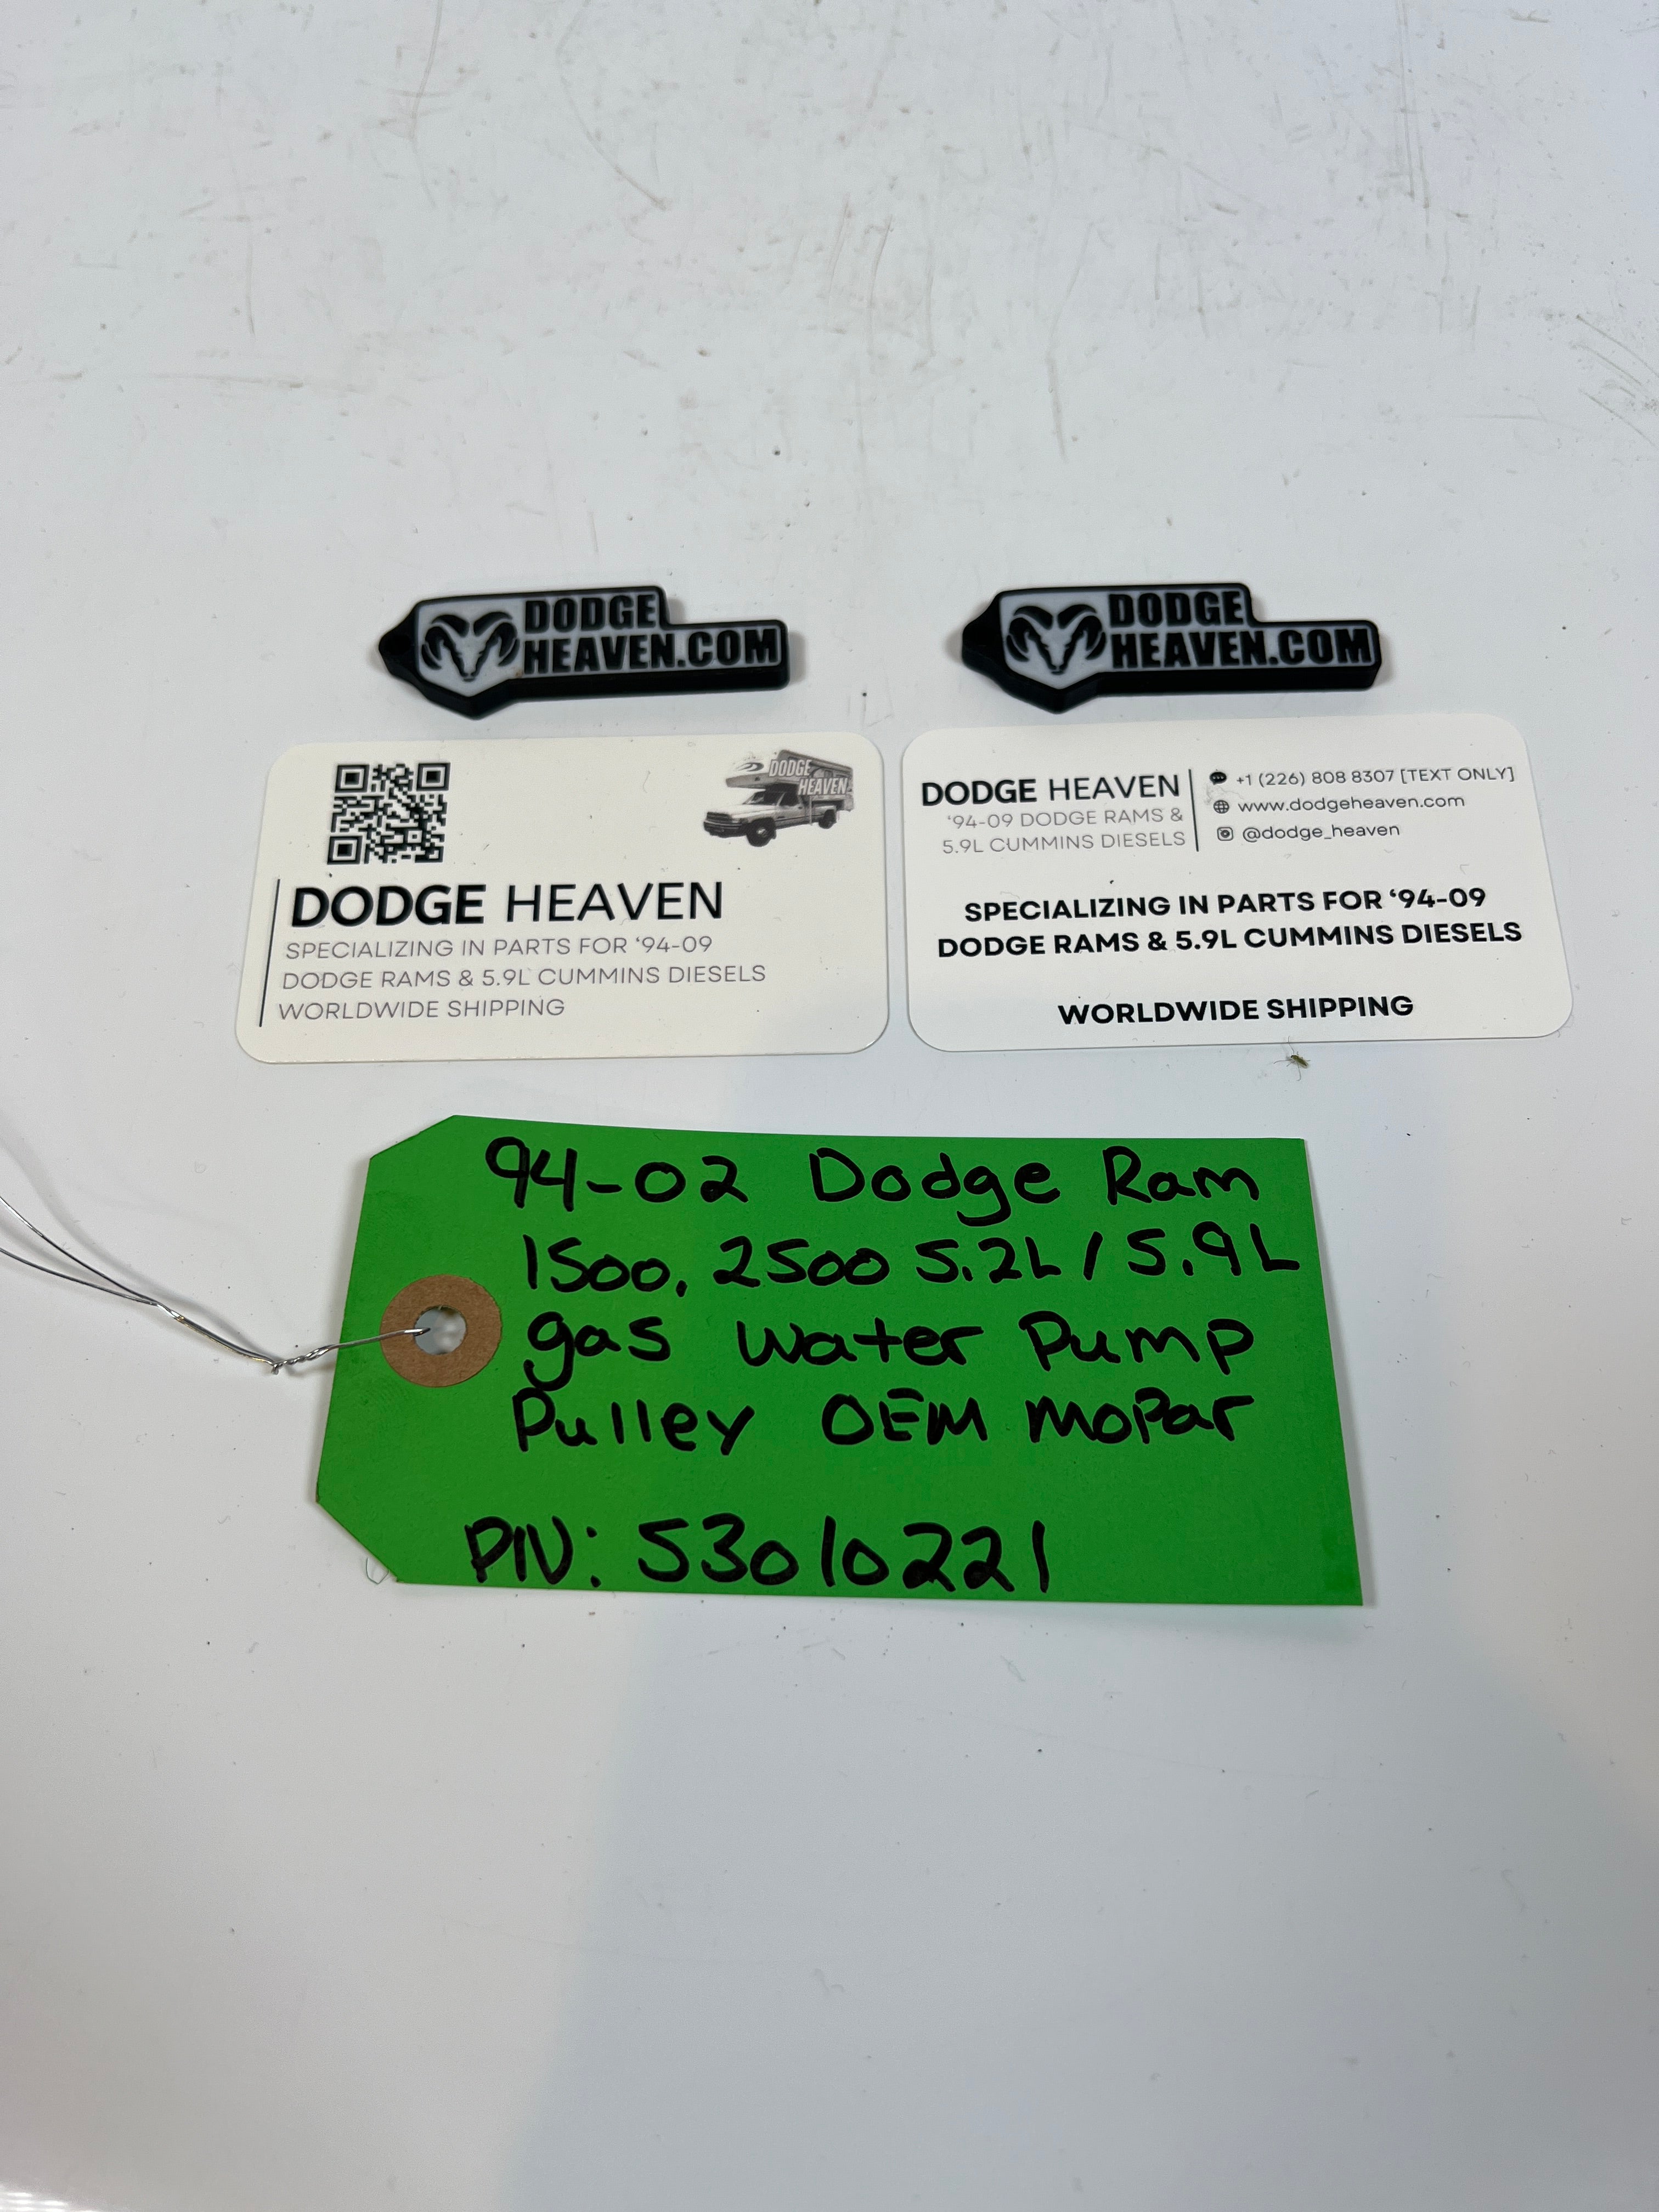 DODGE
HEAVEN.COM
DODGE
HEAVEN.COM
DODGE
HEAVEN
DODGE HEAVEN
SPECIALIZING IN PARTS FOR ‘94-09
DODGE RAMS & 5.9L CUMMINS DIESELS
WORLDWIDE SHIPPING
DODGE HEAVEN
‘94-09 DODGE RAMS &
5.9L CUMMINS DIESELS
+1 (226) 808 8307 [TEXT ONLY]
www.dodgeheaven.com
@dodge_heaven
SPECIALIZING IN PARTS FOR ‘94-09
DODGE RAMS & 5.9L CUMMINS DIESELS
WORLDWIDE SHIPPING
94-02 Dodge Ram
1500, 2500 5.2L / 5.9L
gas water Pump
Pulley OEM Mopar
P/N: 53010221